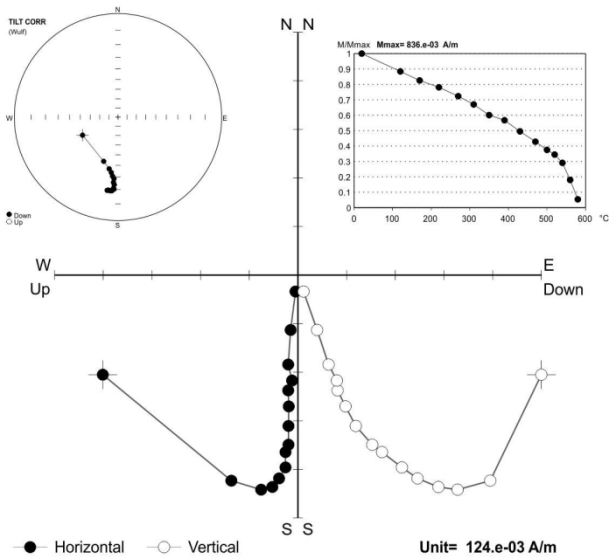 N
TILT CORR
(Wulf)
W
E
S
Down
Up
N N
M/Mmax Mmax= 836.e-03 A/m
1
0.9
0.8
0.7
0.6
0.5
0.4
0.3
0.2
0.1
0
0 100 200 300 400 500 600 °C
W
Up
E
Down
S S
Horizontal Vertical
Unit= 124.e-03 A/m